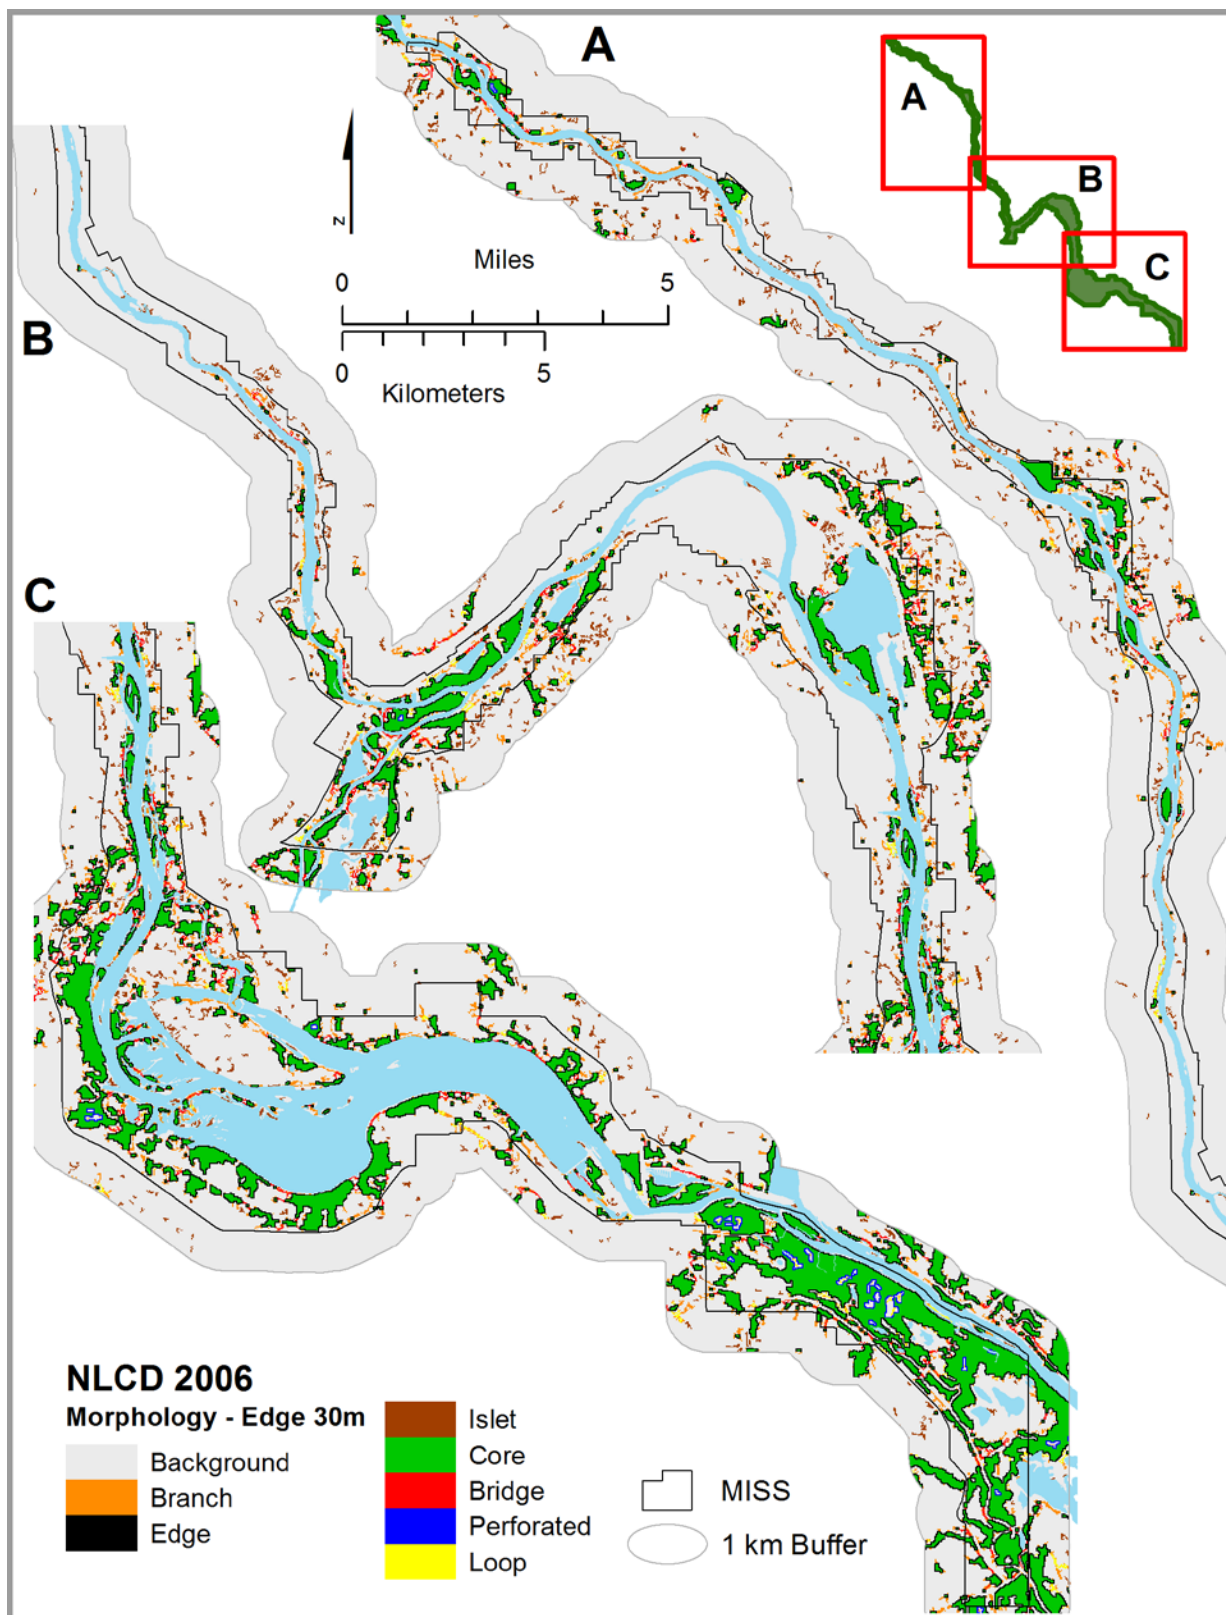 A
A
B
C
z
Miles
0 5
0 5
Kilometers
B
C
NLCD 2006
Morphology - Edge 30m
Background
Branch
Edge
Islet
Core
Bridge
Perforated
Loop
MISS
1 km Buffer